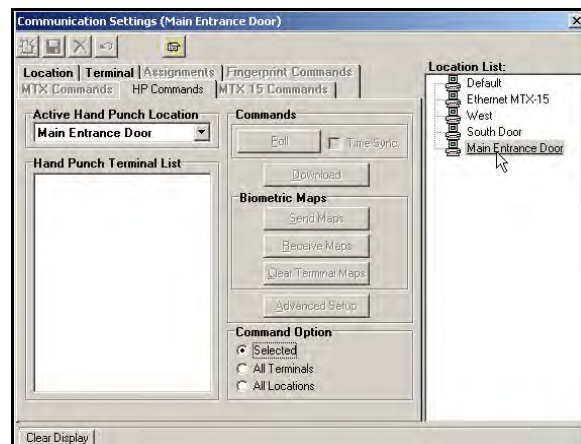 Communication Settings (Main Entrance Door)
Location Terminal Assignments Fingerprint Commands
MTX Commands HP Commands MTX 15 Commands
Active Hand Punch Location
Main Entrance Door
Hand Punch Terminal List
Commands
Poll Time Sync.
Download
Biometric Maps
Send Maps
Receive Maps
Clear Terminal Maps
Advanced Setup
Command Option
Selected
All Terminals
All Locations
Location List:
Default
Ethernet MTX-15
West
South Door
Main Entrance Door
Clear Display